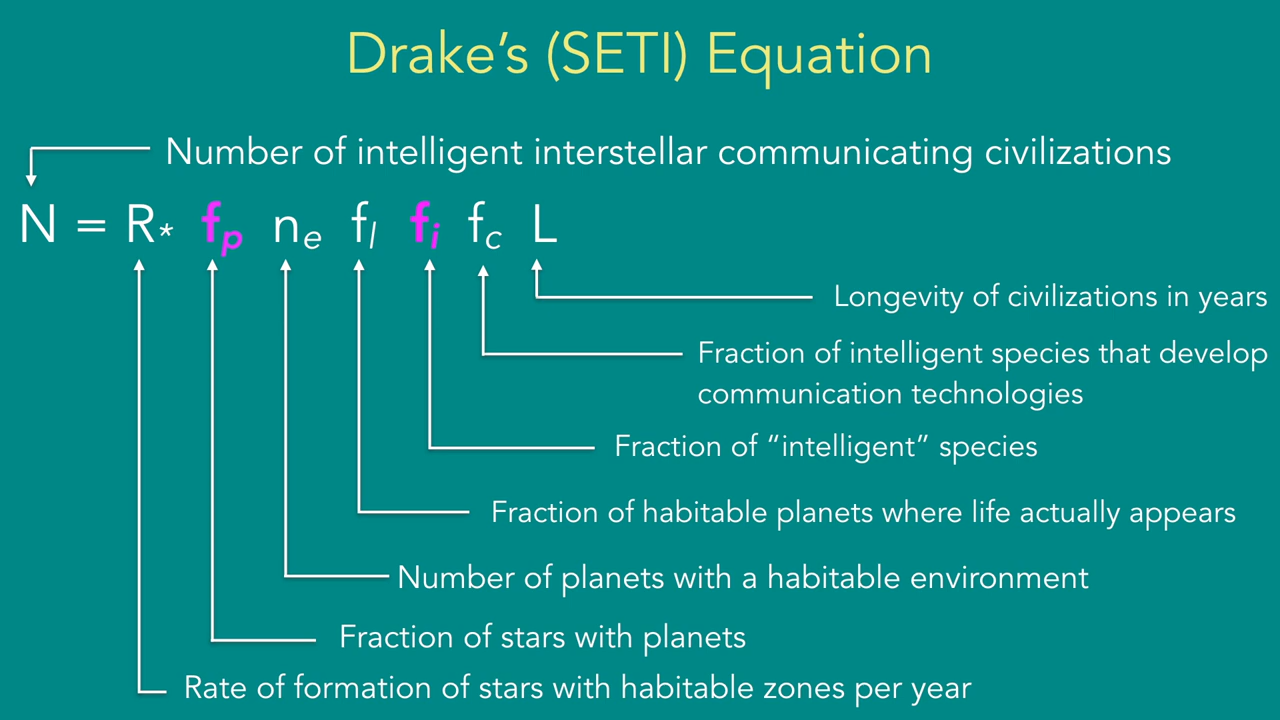 Drake’s (SETI) Equation
Number of intelligent interstellar communicating civilizations
N = R* fp ne fl fi fc L
Longevity of civilizations in years
Fraction of intelligent species that develop
communication technologies
Fraction of “intelligent” species
Fraction of habitable planets where life actually appears
Number of planets with a habitable environment
Fraction of stars with planets
Rate of formation of stars with habitable zones per year